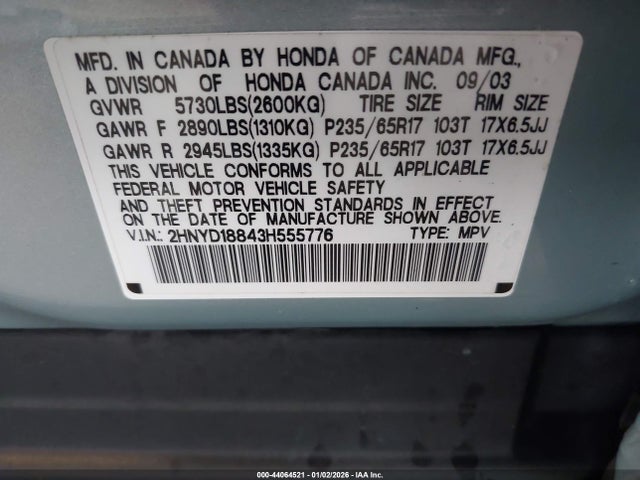 MFD. IN CANADA BY HONDA OF CANADA MFG.,
A DIVISION OF HONDA CANADA INC. 09/03
GVWR 5730LBS(2600KG) TIRE SIZE RIM SIZE
GAWR F 2890LBS(1310KG) P235/65R17 103T 17X6.5JJ
GAWR R 2945LBS(1335KG) P235/65R17 103T 17X6.5JJ
THIS VEHICLE CONFORMS TO ALL APPLICABLE
FEDERAL MOTOR VEHICLE SAFETY
AND THEFT PREVENTION STANDARDS IN EFFECT
ON THE DATE OF MANUFACTURE SHOWN ABOVE.
V.I.N.: 2HNYD18843H555776 TYPE: MPV
000-44064521 - 01/02/2026 - IAA Inc.